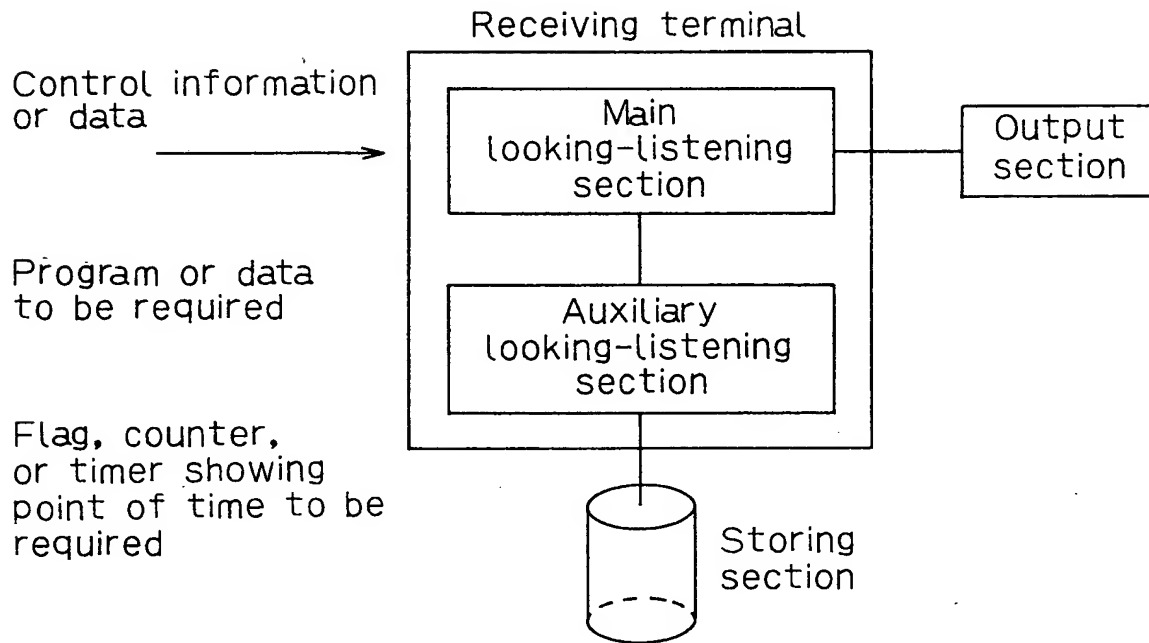 Receiving terminal
Control information
or data
Main
looking-listening
section
Output
section
Program or data
to be required
Auxiliary
looking-listening
section
Flag, counter,
or timer showing
point of time to be
required
Storing
section